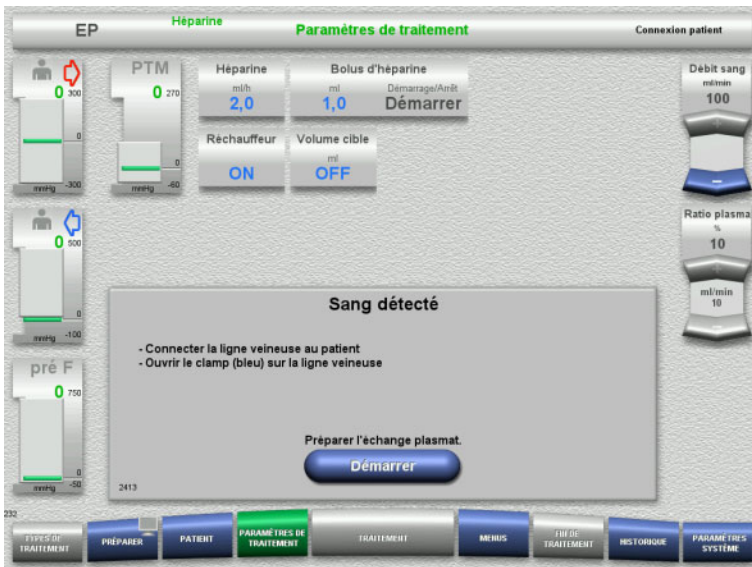 EP
Héparine
Paramètres de traitement
Connexion patient
0 300
0
mmHg -300
PTM
0 270
0
mmHg -60
Héparine
ml/h
2,0
Bolus d'héparine
ml
1,0
Démarrage/Arrêt
Démarrer
Réchauffeur
ON
Volume cible
ml
OFF
Débit sang
ml/min
100
0 500
0
mmHg -100
Ratio plasma
%
10
ml/min
10
pré F
0 750
0
mmHg -50
Sang détecté
- Connecter la ligne veineuse au patient
- Ouvrir le clamp (bleu) sur la ligne veineuse
Préparer l'échange plasmat.
Démarrer
2413
232
TYPES DE
TRAITEMENT
PRÉPARER
PATIENT
PARAMÈTRES DE
TRAITEMENT
TRAITEMENT
MENUS
FIN DE
TRAITEMENT
HISTORIQUE
PARAMÈTRES
SYSTÈME